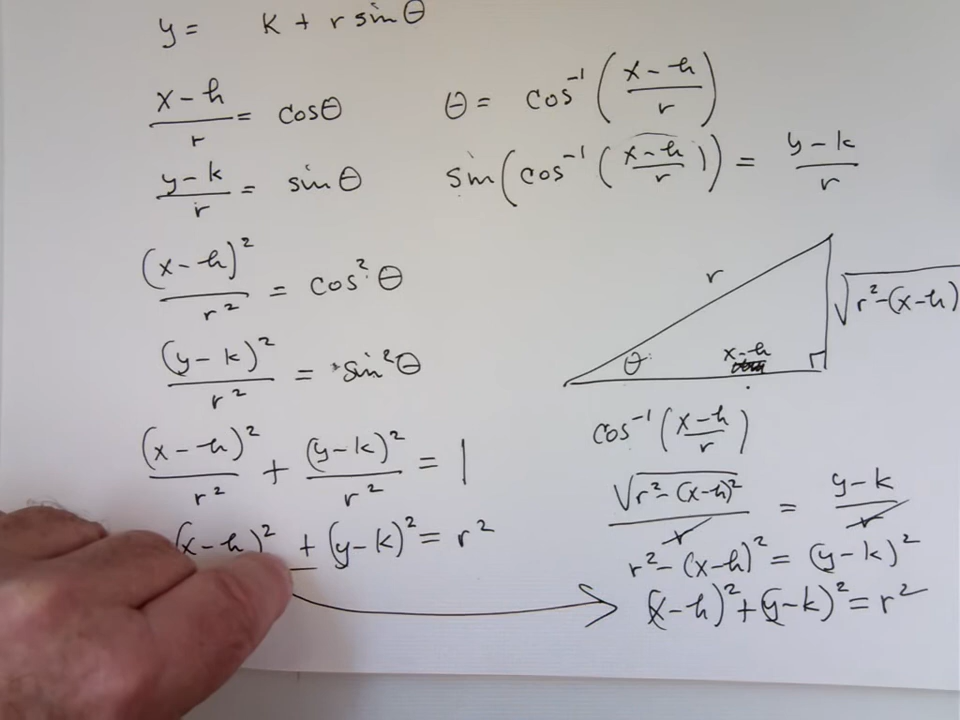 y = k + r sin θ
(x-h)/r = cos θ
(y-k)/r = sin θ
(x-h)²/r² = cos² θ
(y-k)²/r² = sin² θ
(x-h)²/r² + (y-k)²/r² = 1
(x-h)² + (y-k)² = r²
θ = cos⁻¹((x-h)/r)
sin(cos⁻¹((x-h)/r)) = (y-k)/r
r
√(r²-(x-h)
θ
x-h
cos⁻¹((x-h)/r)
√(r²-(x-h)²)/r = (y-k)/r
r²-(x-h)² = (y-k)²
(x-h)²+(y-k)²=r²